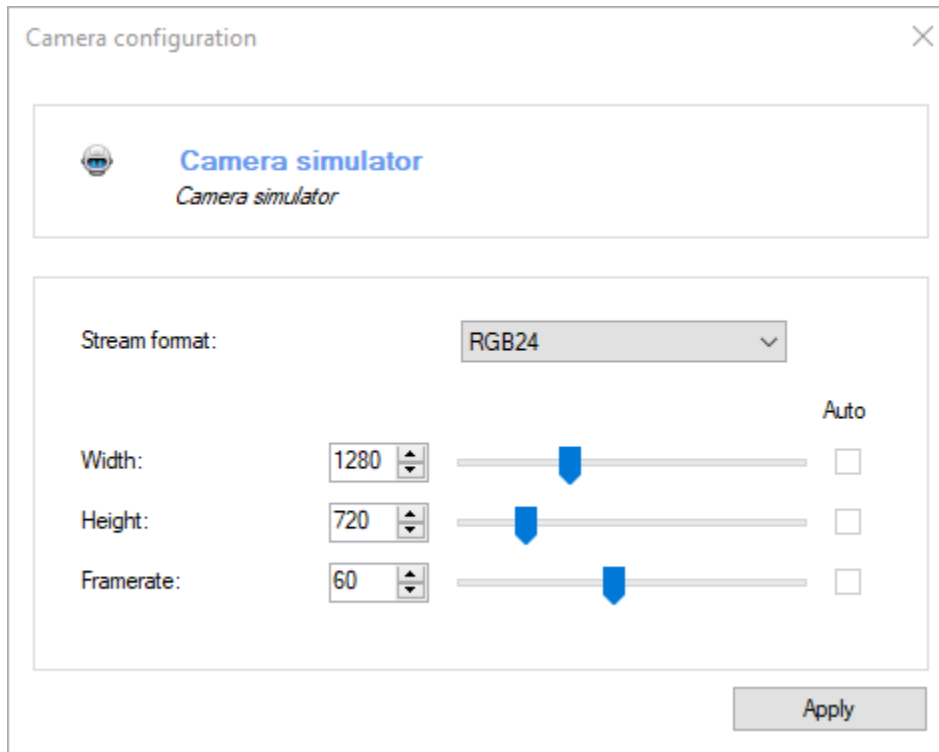 Camera configuration
Camera simulator
Camera simulator
Stream format: RGB24
Auto
Width: 1280
Height: 720
Framerate: 60
Apply